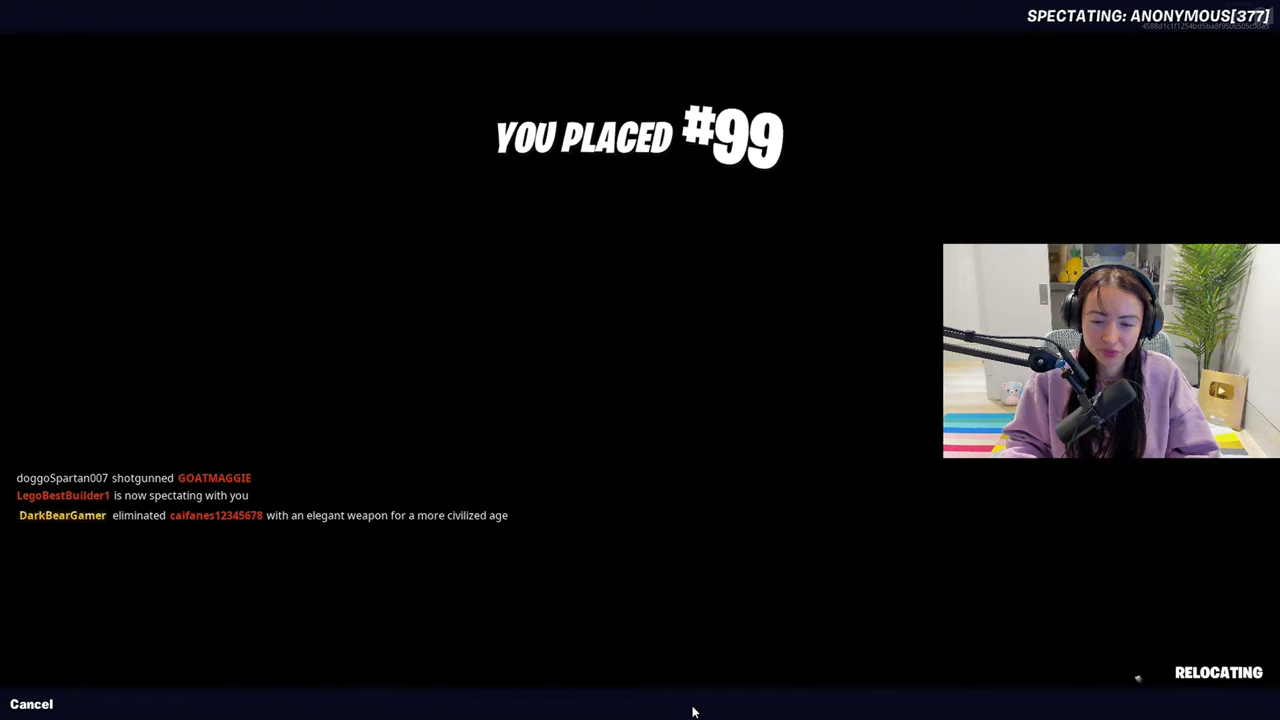 SPECTATING: ANONYMOUS[377]
YOU PLACED #99
doggoSpartan007 shotgunned GOATMAGGIE
LegoBestBuilder1 is now spectating with you
DarkBearGamer eliminated caifanes12345678 with an elegant weapon for a more civilized age
RELOCATING
Cancel